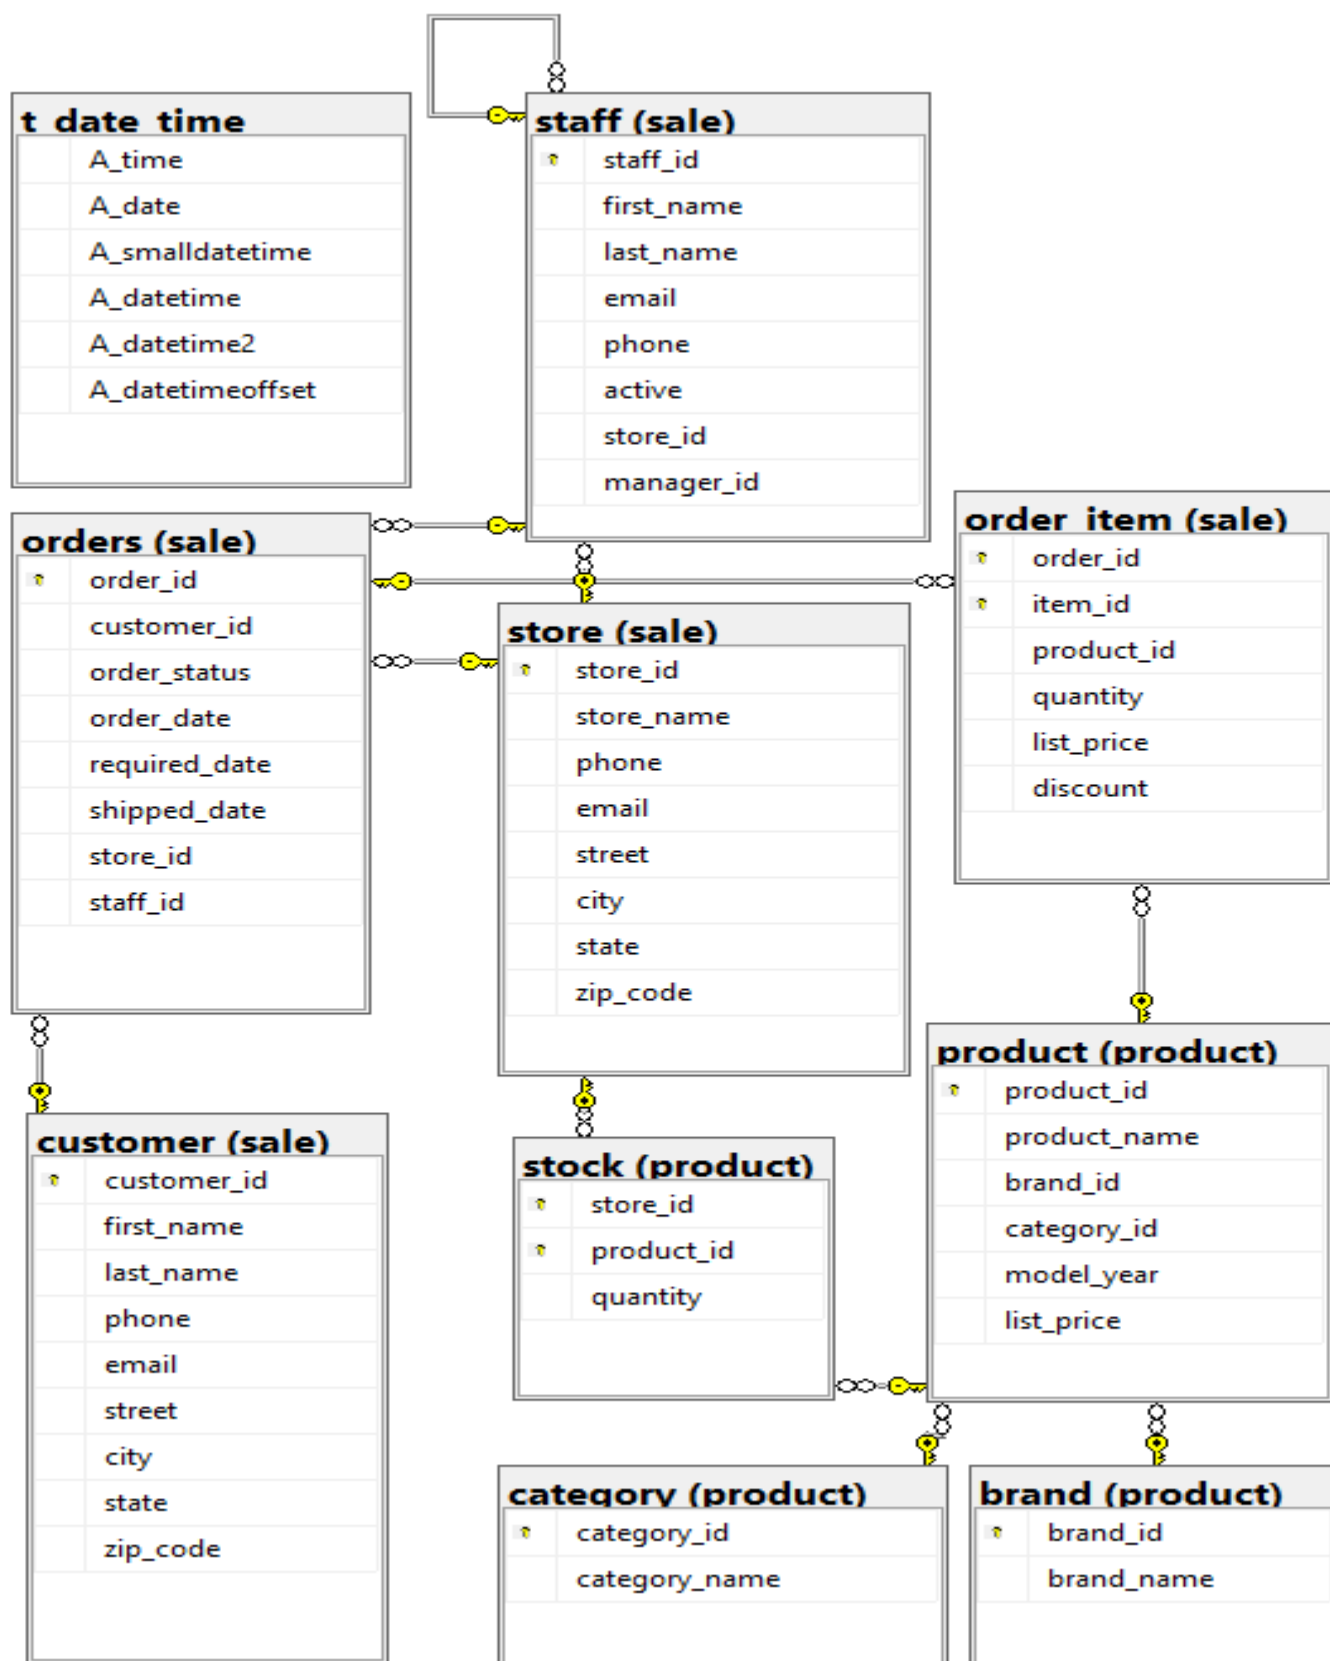 t_date_time
A_time
A_date
A_smalldatetime
A_datetime
A_datetime2
A_datetimeoffset
staff (sale)
staff_id
first_name
last_name
email
phone
active
store_id
manager_id
orders (sale)
order_id
customer_id
order_status
order_date
required_date
shipped_date
store_id
staff_id
store (sale)
store_id
store_name
phone
email
street
city
state
zip_code
order_item (sale)
order_id
item_id
product_id
quantity
list_price
discount
customer (sale)
customer_id
first_name
last_name
phone
email
street
city
state
zip_code
stock (product)
store_id
product_id
quantity
product (product)
product_id
product_name
brand_id
category_id
model_year
list_price
category (product)
category_id
category_name
brand (product)
brand_id
brand_name